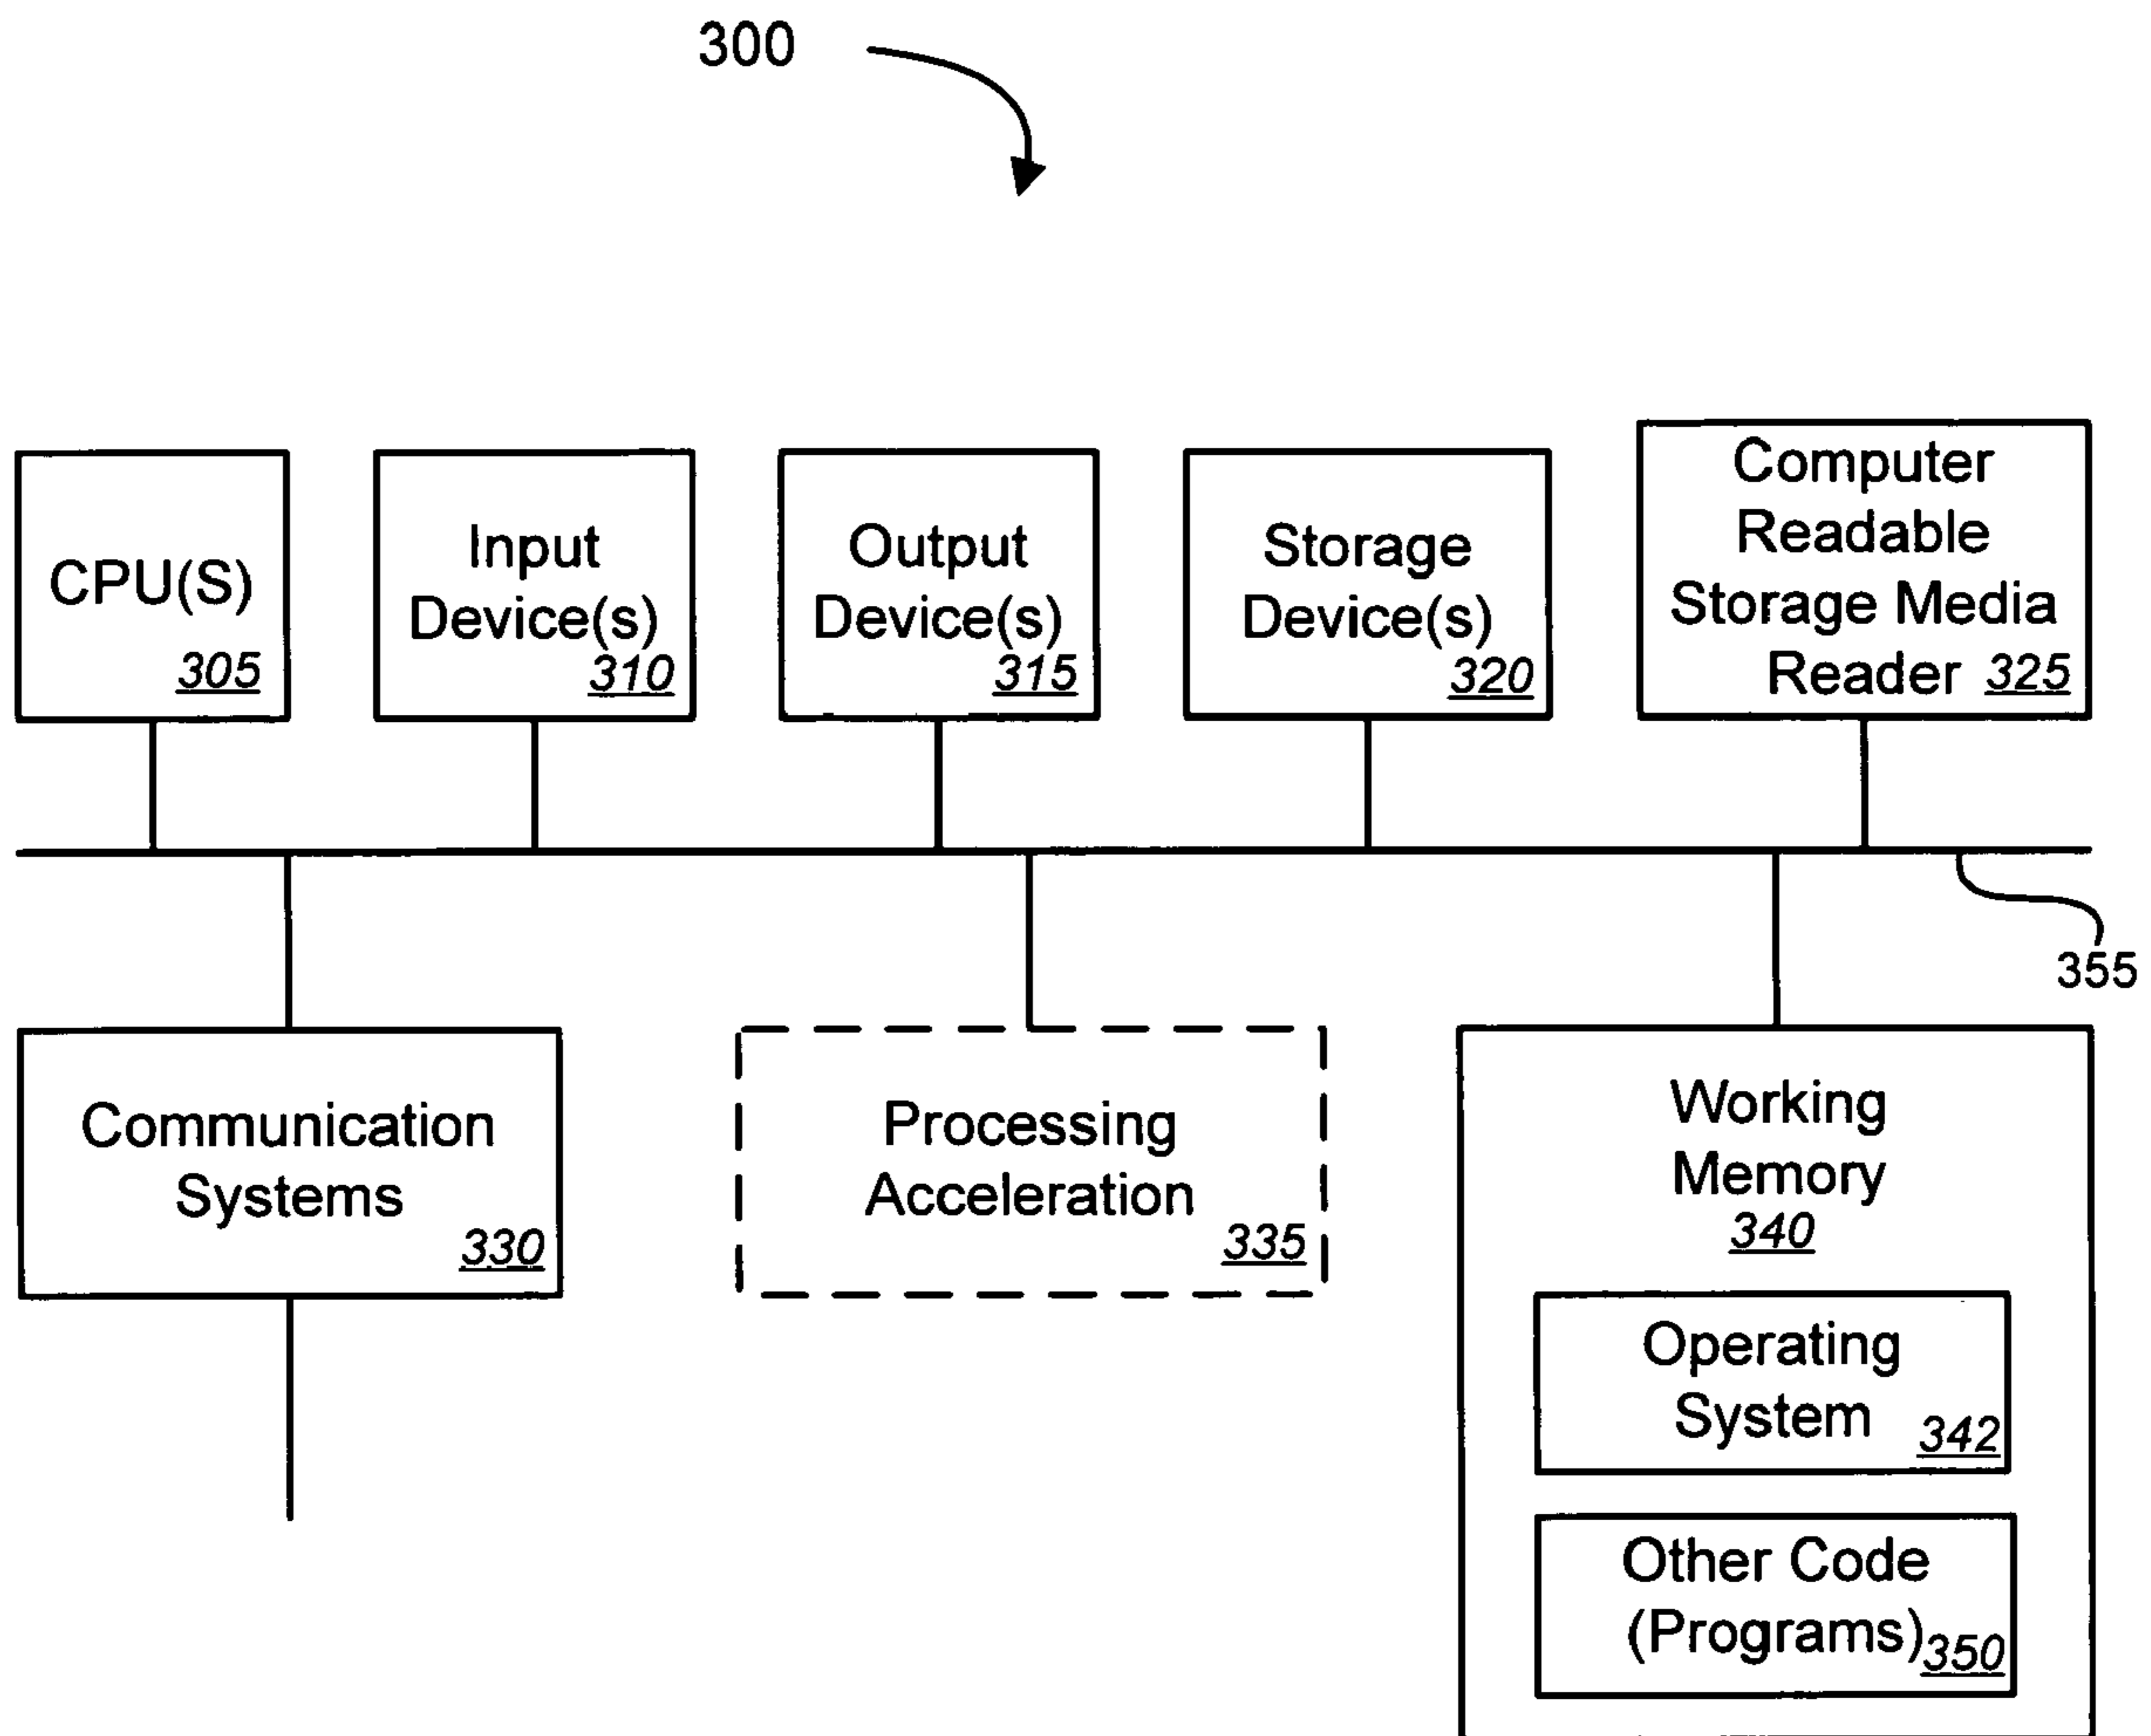 300
CPU(S)
305
Input
Device(s)
310
Output
Device(s)
315
Storage
Device(s)
320
Computer
Readable
Storage Media
Reader 325
355
Communication
Systems
330
Processing
Acceleration
335
Working
Memory
340
Operating
System
342
Other Code
(Programs)
350